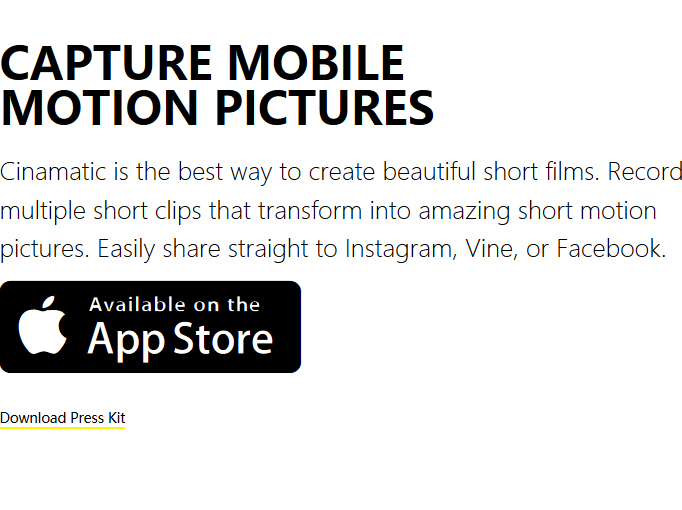 CAPTURE MOBILE
MOTION PICTURES
Cinamatic is the best way to create beautiful short films. Record
multiple short clips that transform into amazing short motion
pictures. Easily share straight to Instagram, Vine, or Facebook.
Available on the
App Store
Download Press Kit